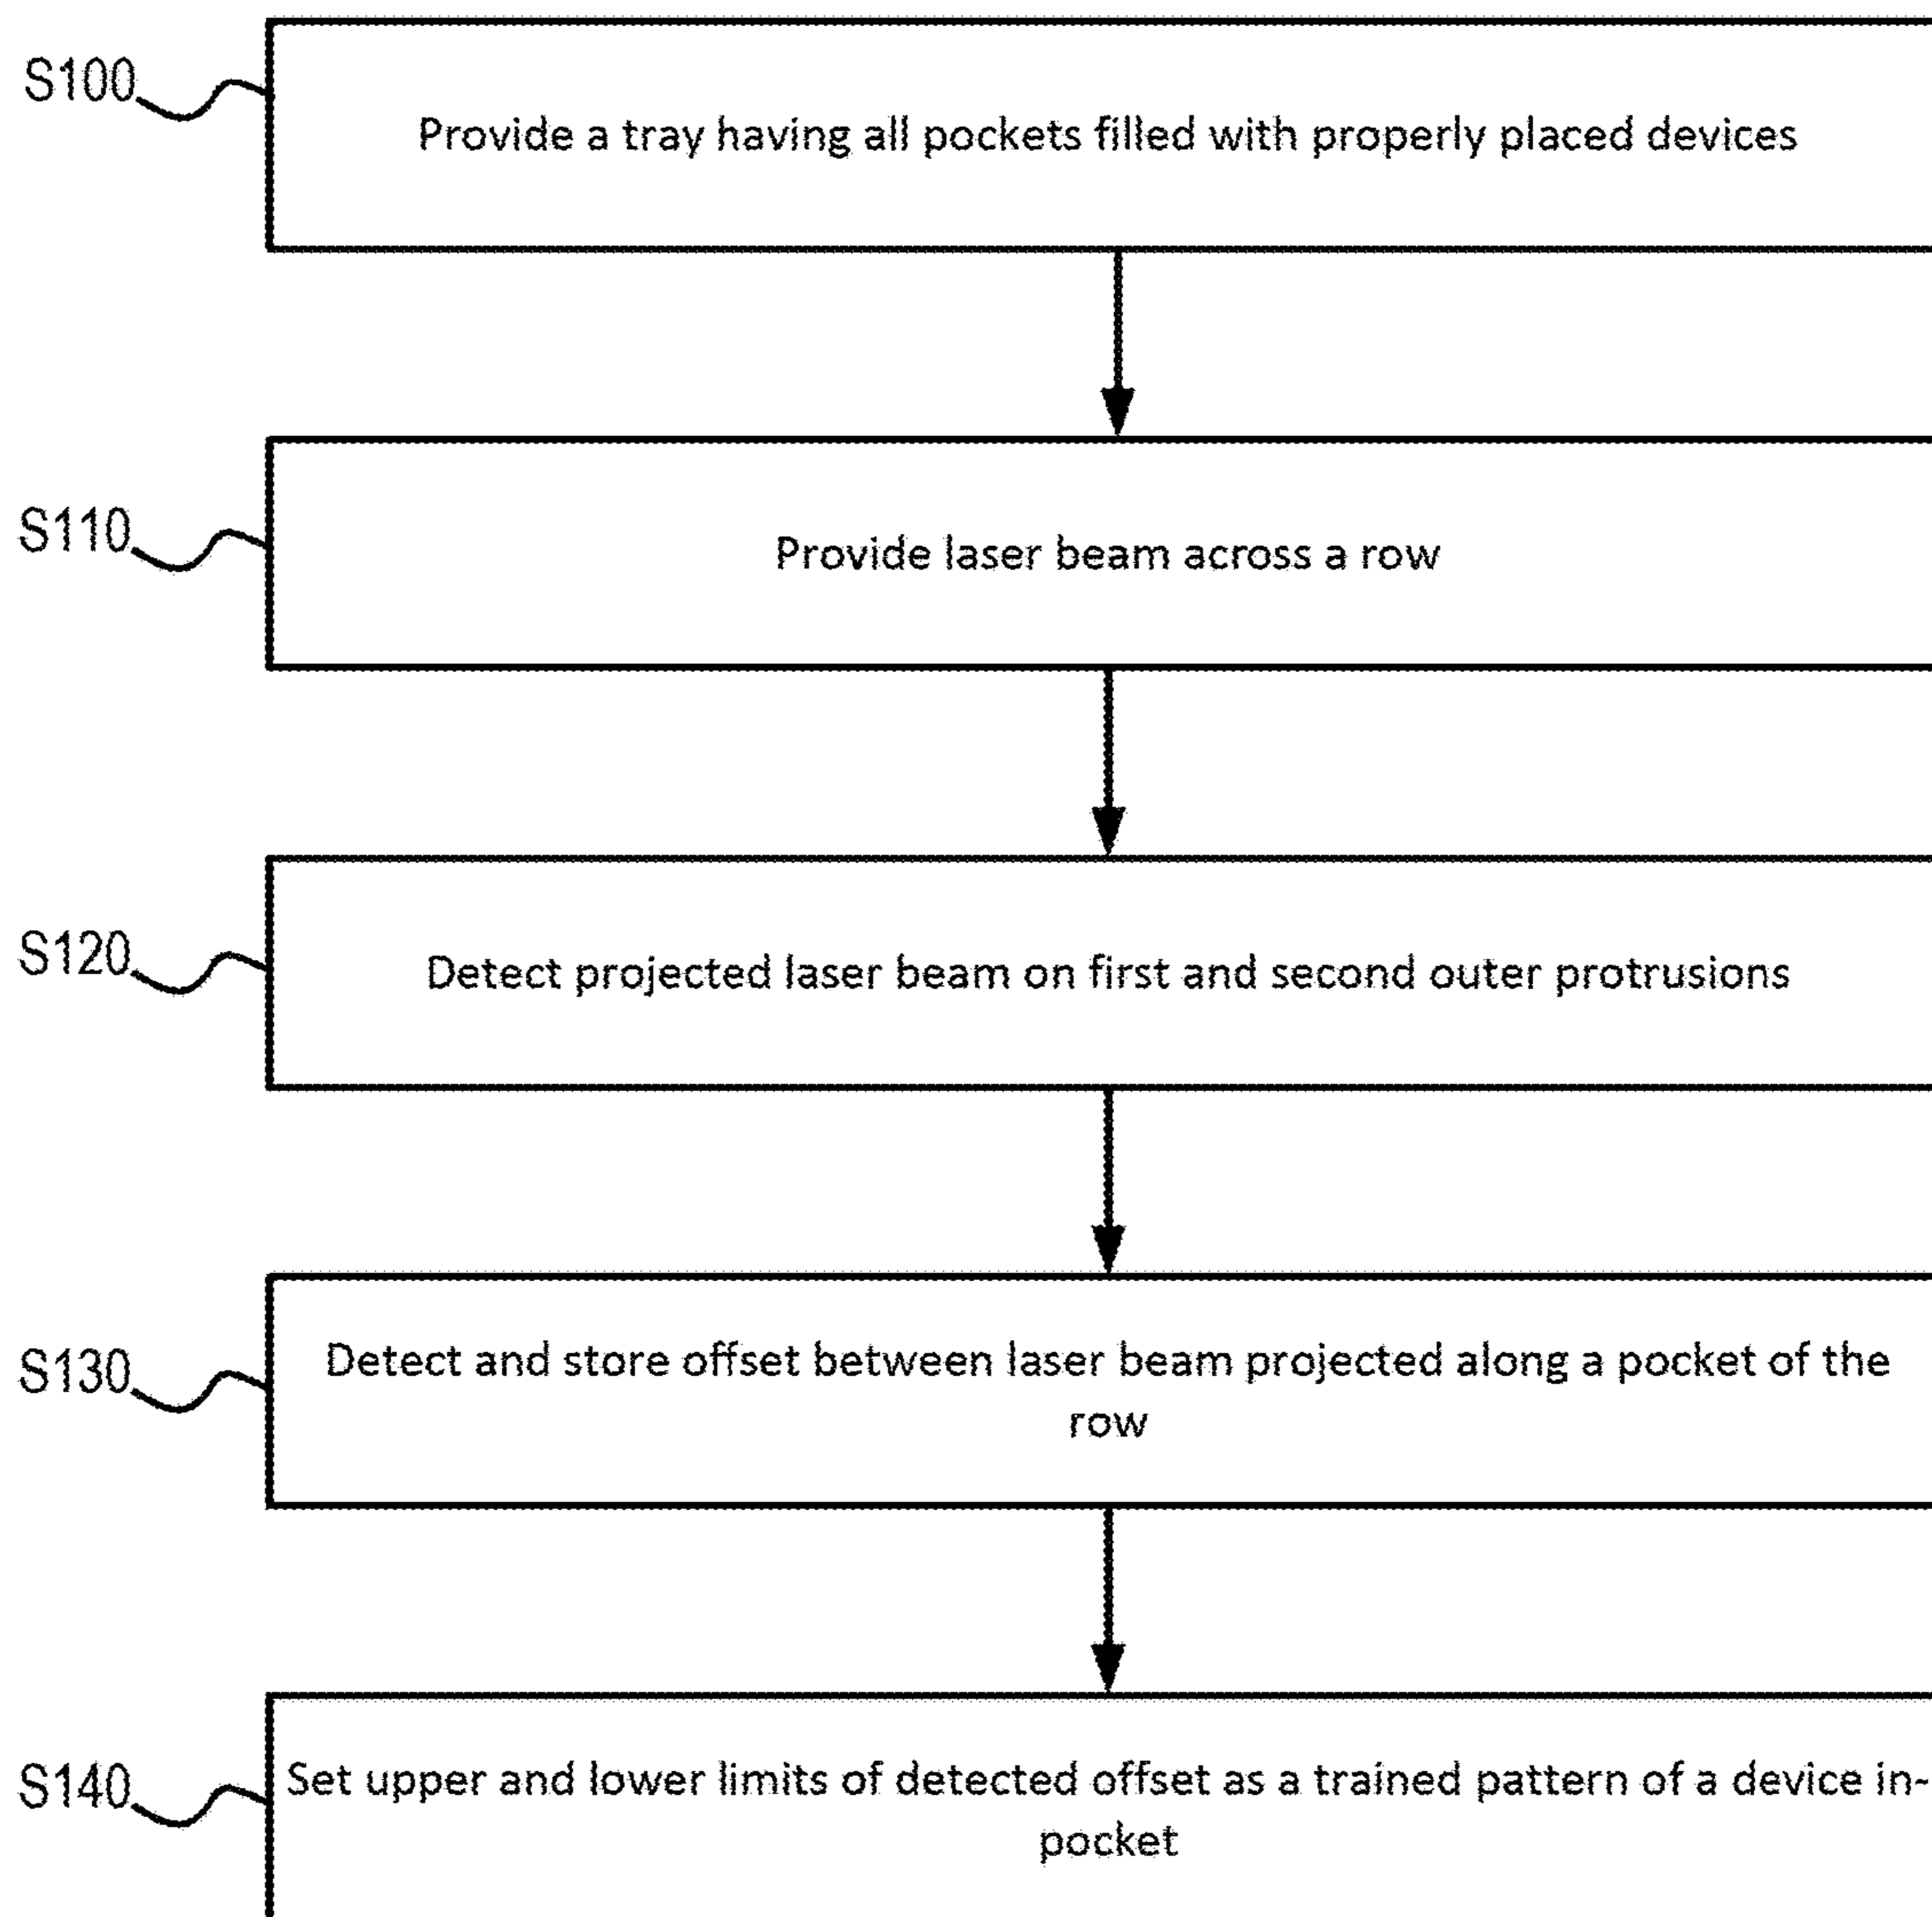 S100
Provide a tray having all pockets filled with properly placed devices
S110
Provide laser beam across a row
S120
Detect projected laser beam on first and second outer protrusions
S130
Detect and store offset between laser beam projected along a pocket of the
row
S140
Set upper and lower limits of detected offset as a trained pattern of a device in-
pocket